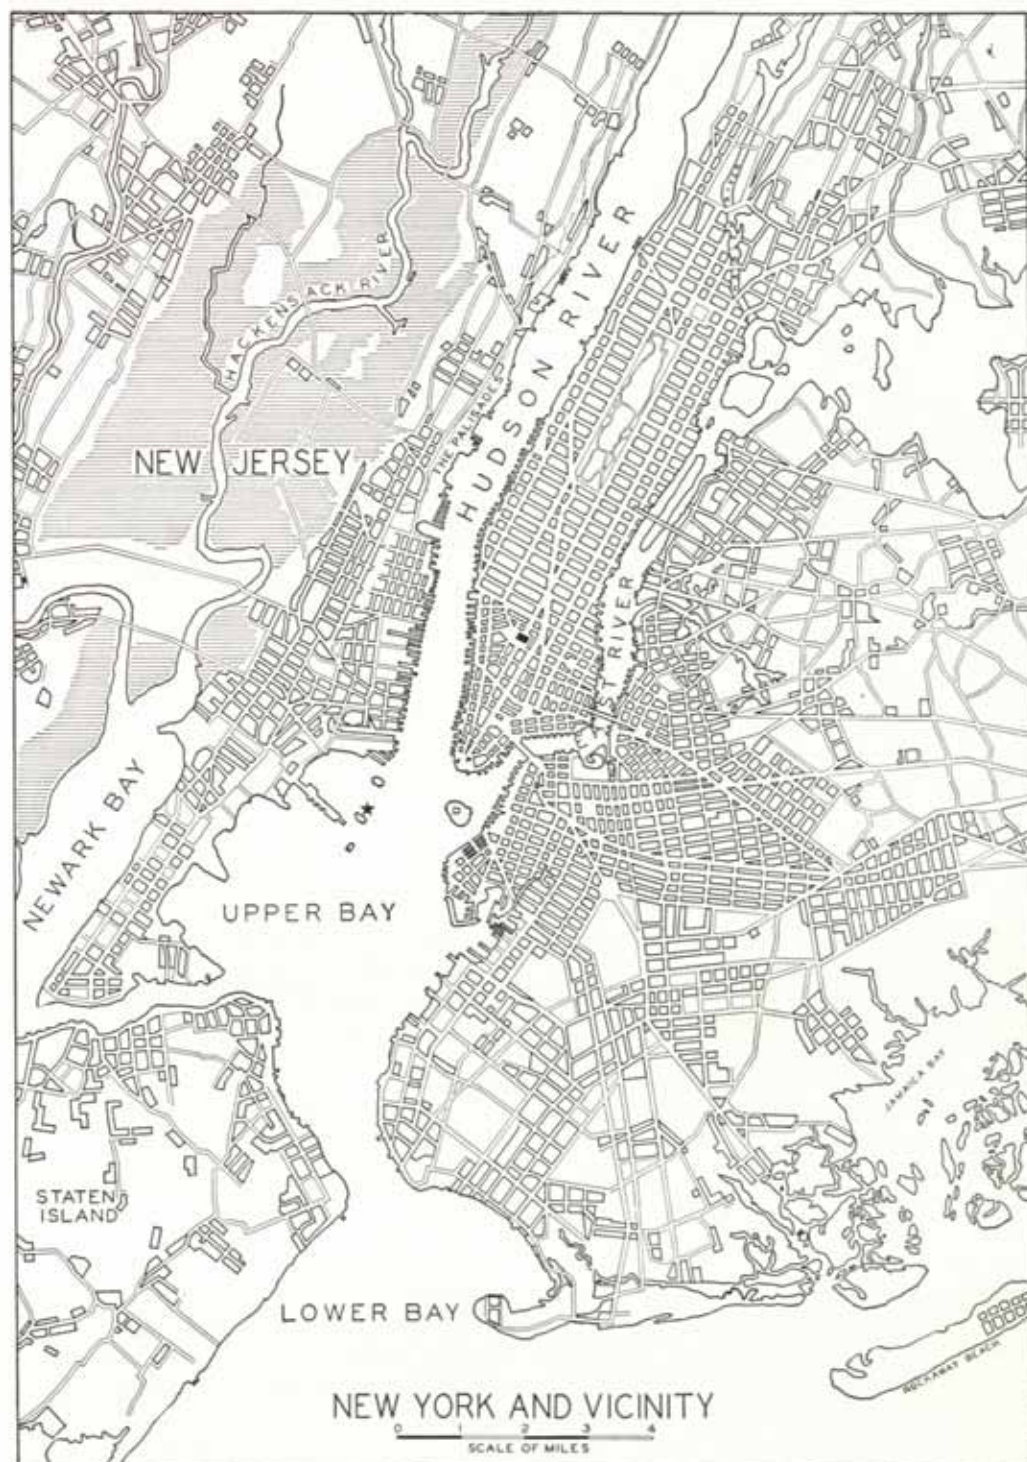 HUDSON RIVER
HACKENSACK RIVER
THE PALISADES
NEW JERSEY
ST RIVER
NEWARK BAY
UPPER BAY
JAMAICA BAY
STATEN
ISLAND
LOWER BAY
ROCKAWAY BEACH
NEW YORK AND VICINITY
0 1 2 3 4
SCALE OF MILES